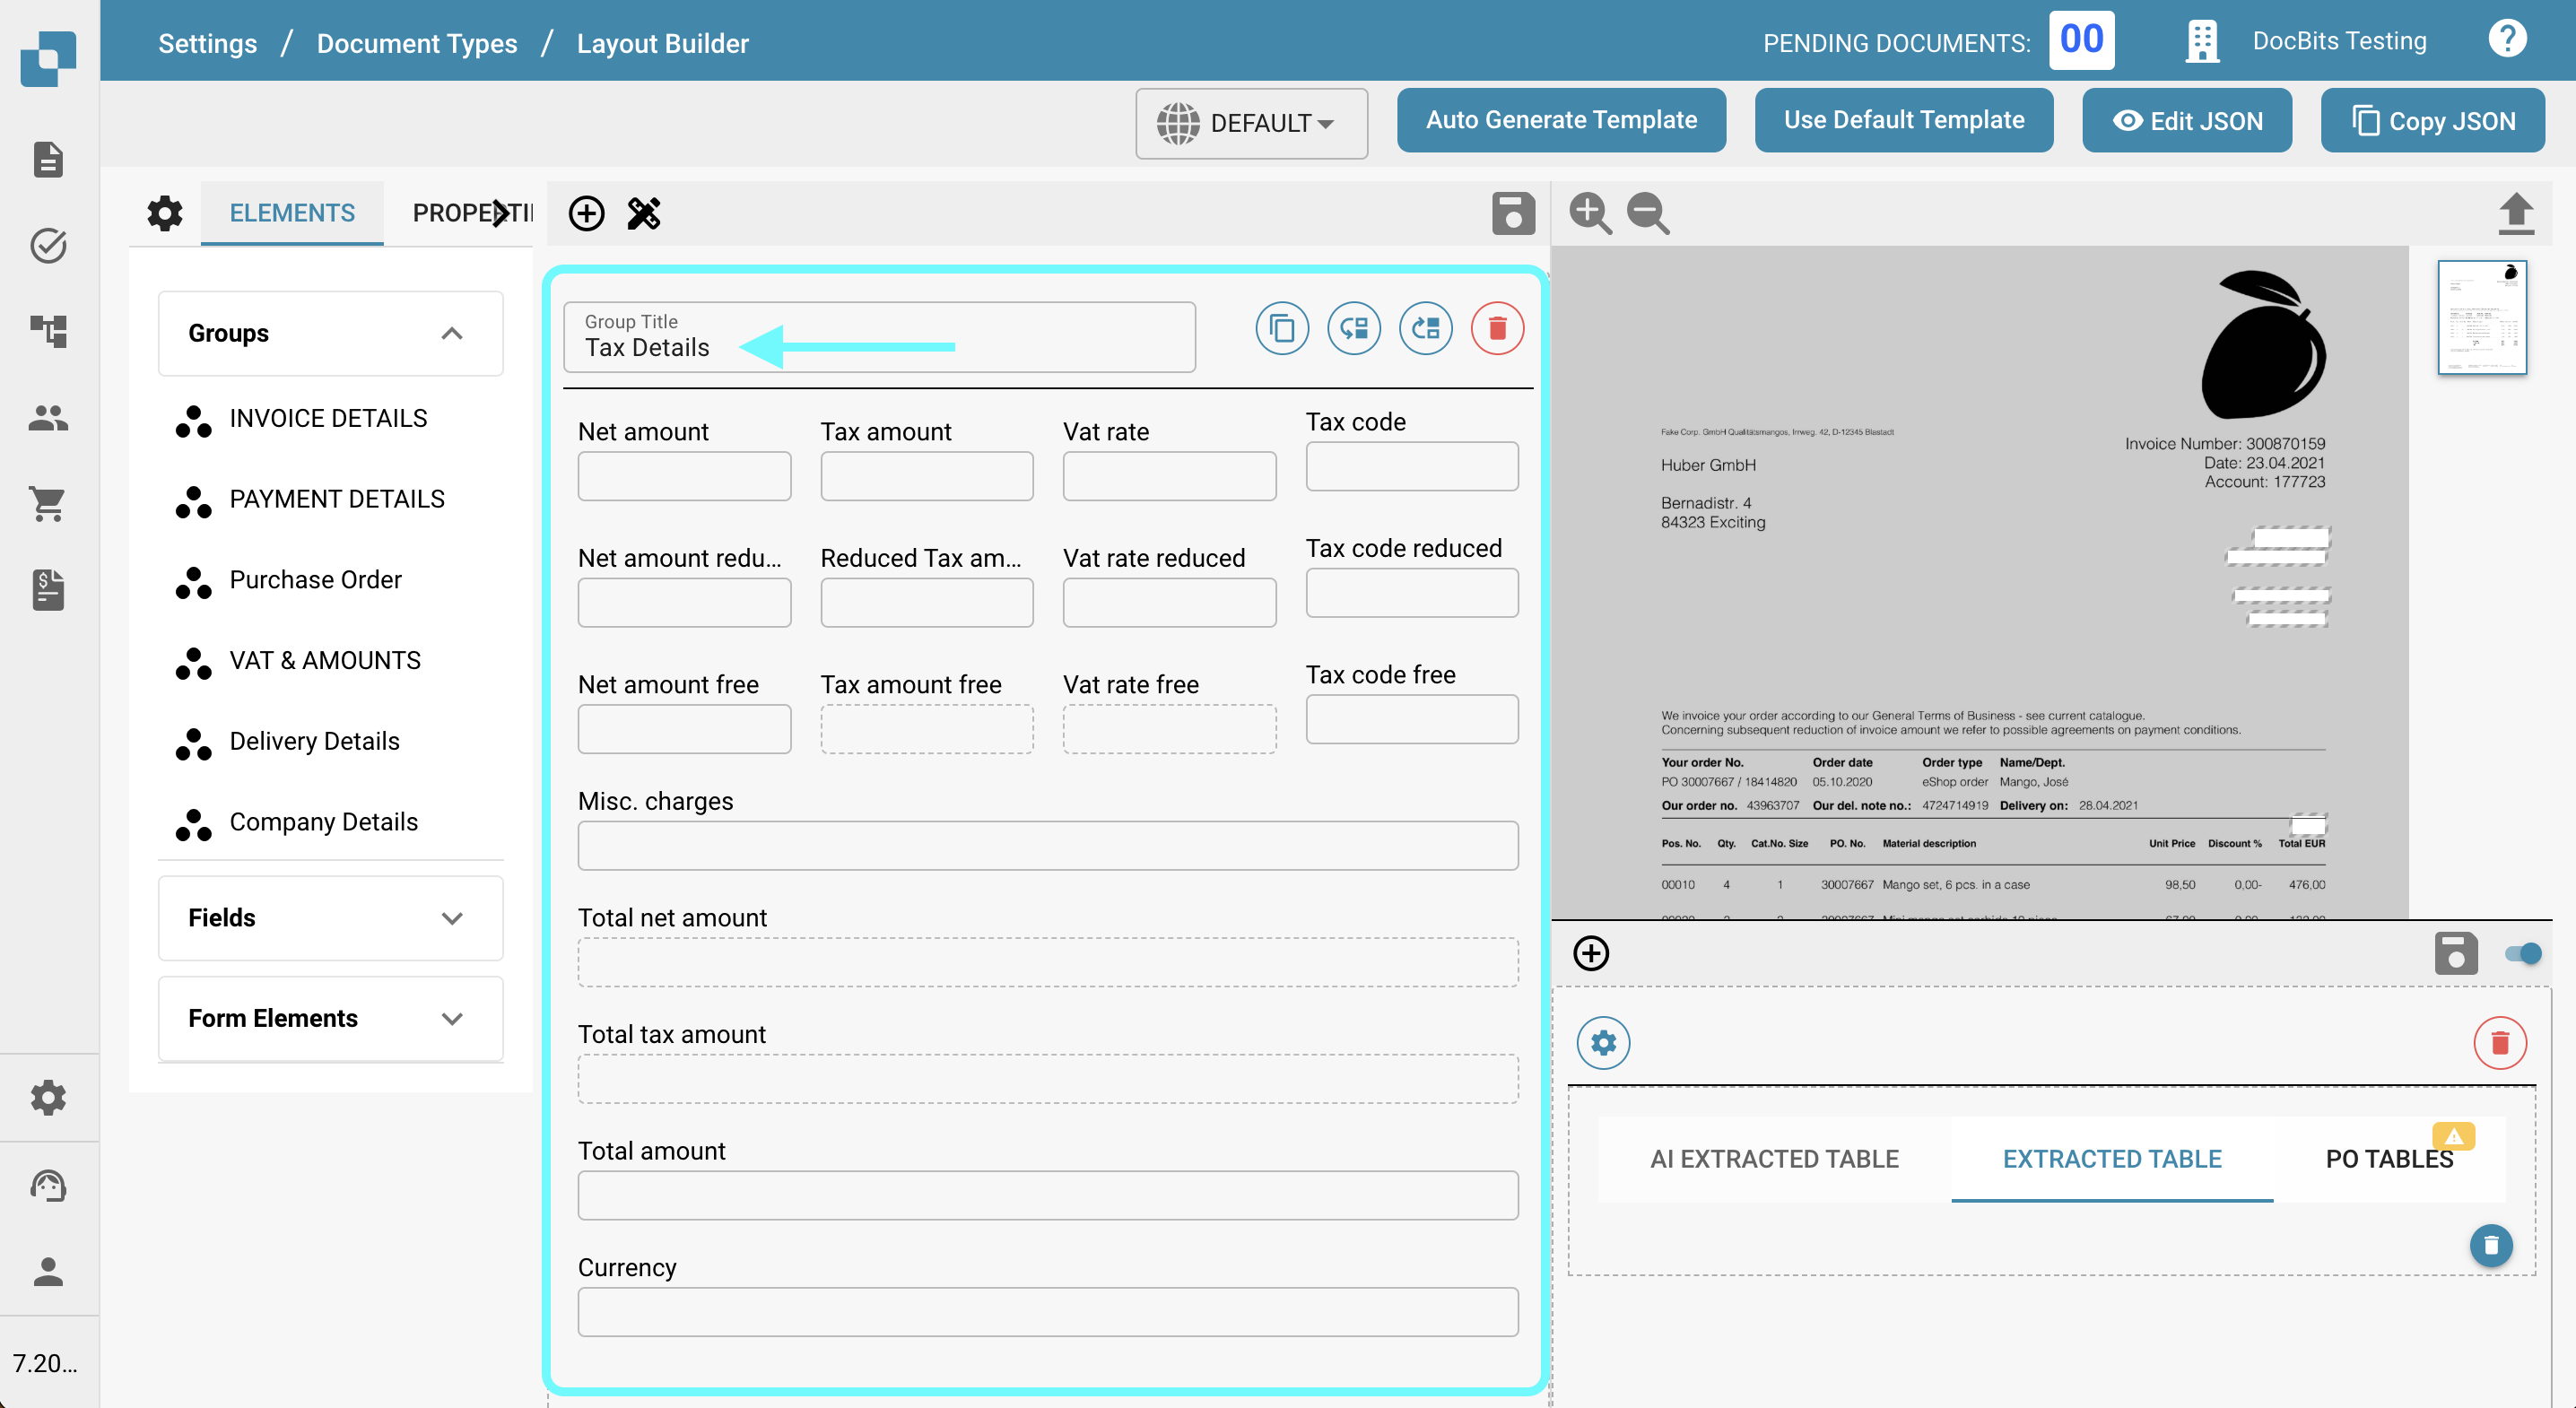 Settings / Document Types / Layout Builder
PENDING DOCUMENTS: 00 DocBits Testing ?
DEFAULT Auto Generate Template Use Default Template Edit JSON Copy JSON
ELEMENTS PROPERTI
Groups
INVOICE DETAILS
PAYMENT DETAILS
Purchase Order
VAT & AMOUNTS
Delivery Details
Company Details
Fields
Form Elements
7.20...
Group Title
Tax Details
Net amount Tax amount Vat rate Tax code
Net amount redu... Reduced Tax am... Vat rate reduced Tax code reduced
Net amount free Tax amount free Vat rate free Tax code free
Misc. charges
Total net amount
Total tax amount
Total amount
Currency
Fake Corp. GmbH Qualitätsmangos, Irrweg. 42, D-12345 Blastadt
Huber GmbH
Bernadistr. 4
84323 Exciting
Invoice Number: 300870159
Date: 23.04.2021
Account: 177723
We invoice your order according to our General Terms of Business - see current catalogue.
Concerning subsequent reduction of invoice amount we refer to possible agreements on payment conditions.
Your order No. Order date Order type Name/Dept.
PO 30007667 / 18414820 05.10.2020 eShop order Mango, José
Our order no. 43963707 Our del. note no.: 4724714919 Delivery on: 28.04.2021
Pos. No. Qty. Cat.No. Size PO. No. Material description Unit Price Discount % Total EUR
00010 4 1 30007667 Mango set, 6 pcs. in a case 98,50 0,00- 476,00
AI EXTRACTED TABLE EXTRACTED TABLE PO TABLES